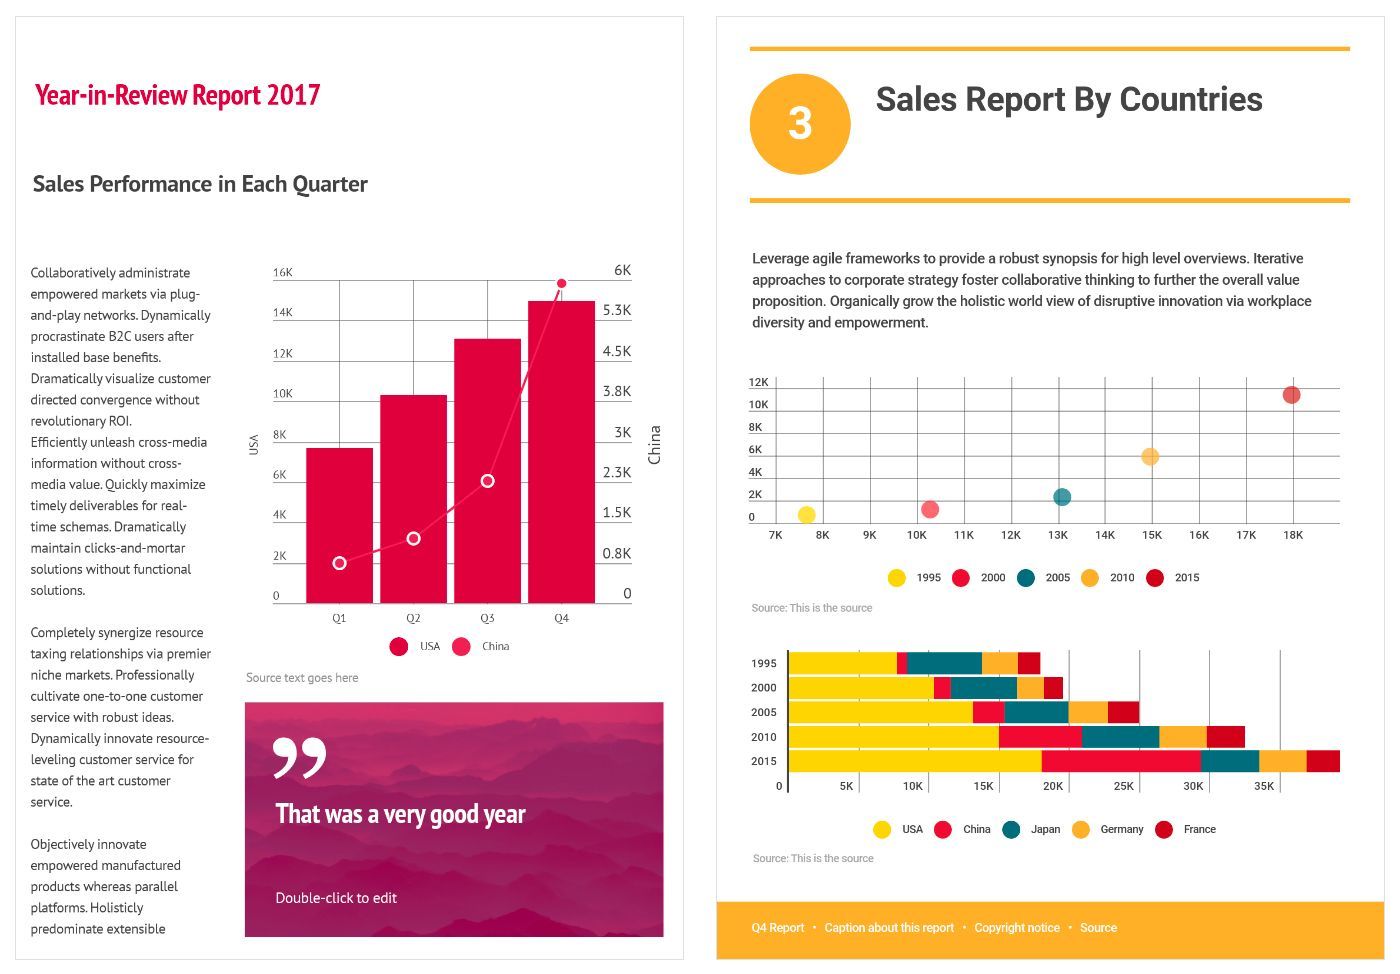 Year-in-Review Report 2017
Sales Performance in Each Quarter
Collaboratively administrate
empowered markets via plug-
and-play networks. Dynamically
procrastinate B2C users after
installed base benefits.
Dramatically visualize customer
directed convergence without
revolutionary ROI.
Efficiently unleash cross-media
information without cross-
media value. Quickly maximize
timely deliverables for real-
time schemas. Dramatically
maintain clicks-and-mortar
solutions without functional
solutions.
Completely synergize resource
taxing relationships via premier
niche markets. Professionally
cultivate one-to-one customer
service with robust ideas.
Dynamically innovate resource-
leveling customer service for
state of the art customer
service.
Objectively innovate
empowered manufactured
products whereas parallel
platforms. Holisticly
predominate extensible
16K
14K
12K
10K
8K
6K
4K
2K
0
USA
6K
5.3K
4.5K
3.8K
3K
2.3K
1.5K
0.8K
0
China
Q1 Q2 Q3 Q4
USA China
Source text goes here
”
That was a very good year
Double-click to edit
3
Sales Report By Countries
Leverage agile frameworks to provide a robust synopsis for high level overviews. Iterative
approaches to corporate strategy foster collaborative thinking to further the overall value
proposition. Organically grow the holistic world view of disruptive innovation via workplace
diversity and empowerment.
12K
10K
8K
6K
4K
2K
0
7K 8K 9K 10K 11K 12K 13K 14K 15K 16K 17K 18K
1995 2000 2005 2010 2015
Source: This is the source
1995
2000
2005
2010
2015
0 5K 10K 15K 20K 25K 30K 35K
USA China Japan Germany France
Source: This is the source
Q4 Report • Caption about this report • Copyright notice • Source